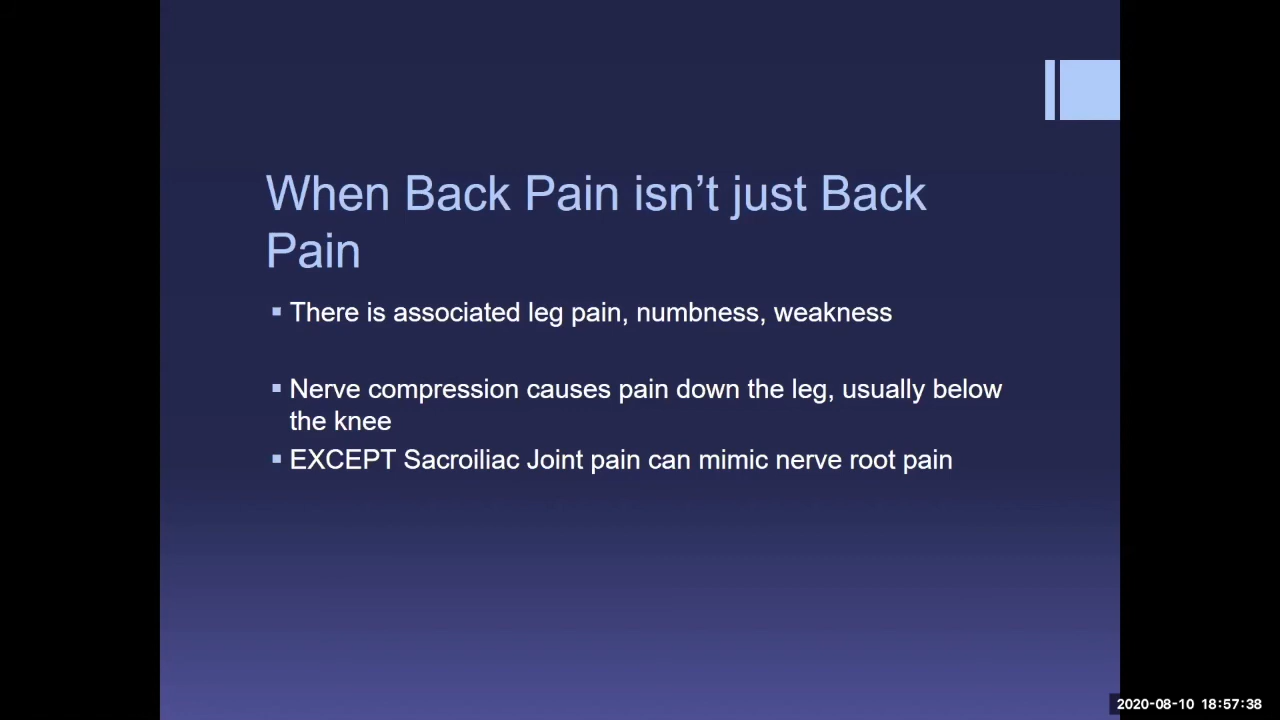 When Back Pain isn’t just Back
Pain
▪ There is associated leg pain, numbness, weakness
▪ Nerve compression causes pain down the leg, usually below
the knee
▪ EXCEPT Sacroiliac Joint pain can mimic nerve root pain
2020-08-10 18:57:38